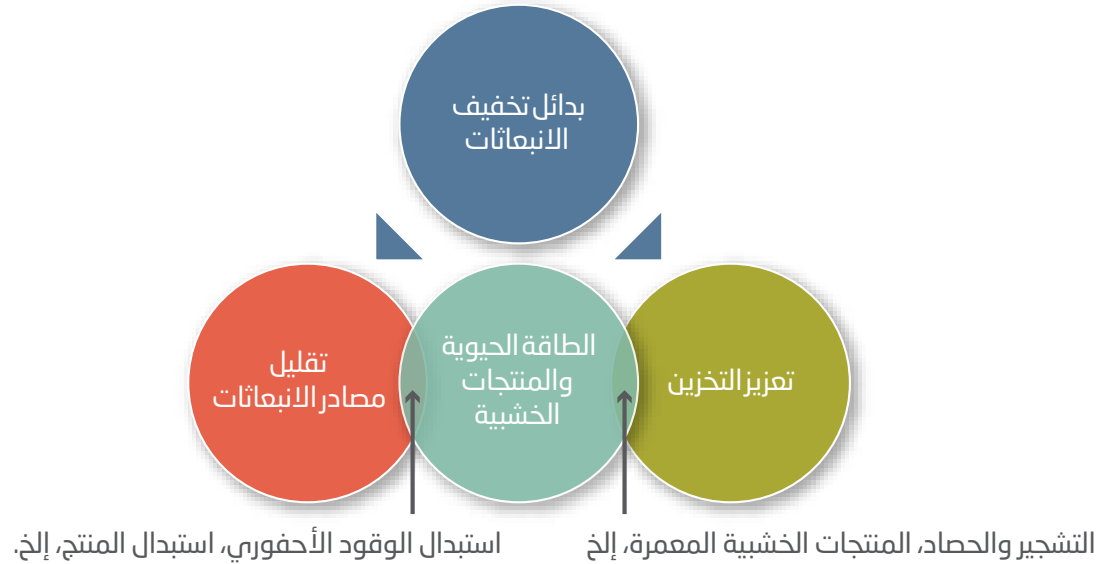 بدائل تخفيف
الانبعاثات
تعزيز التخزين
الطاقة الحيوية
والمنتجات
الخشبية
تقليل
مصادر الانبعاثات
التشجير والحصاد، المنتجات الخشبية المعمرة، إلخ
استبدال الوقود الأحفوري، استبدال المنتج، إلخ.